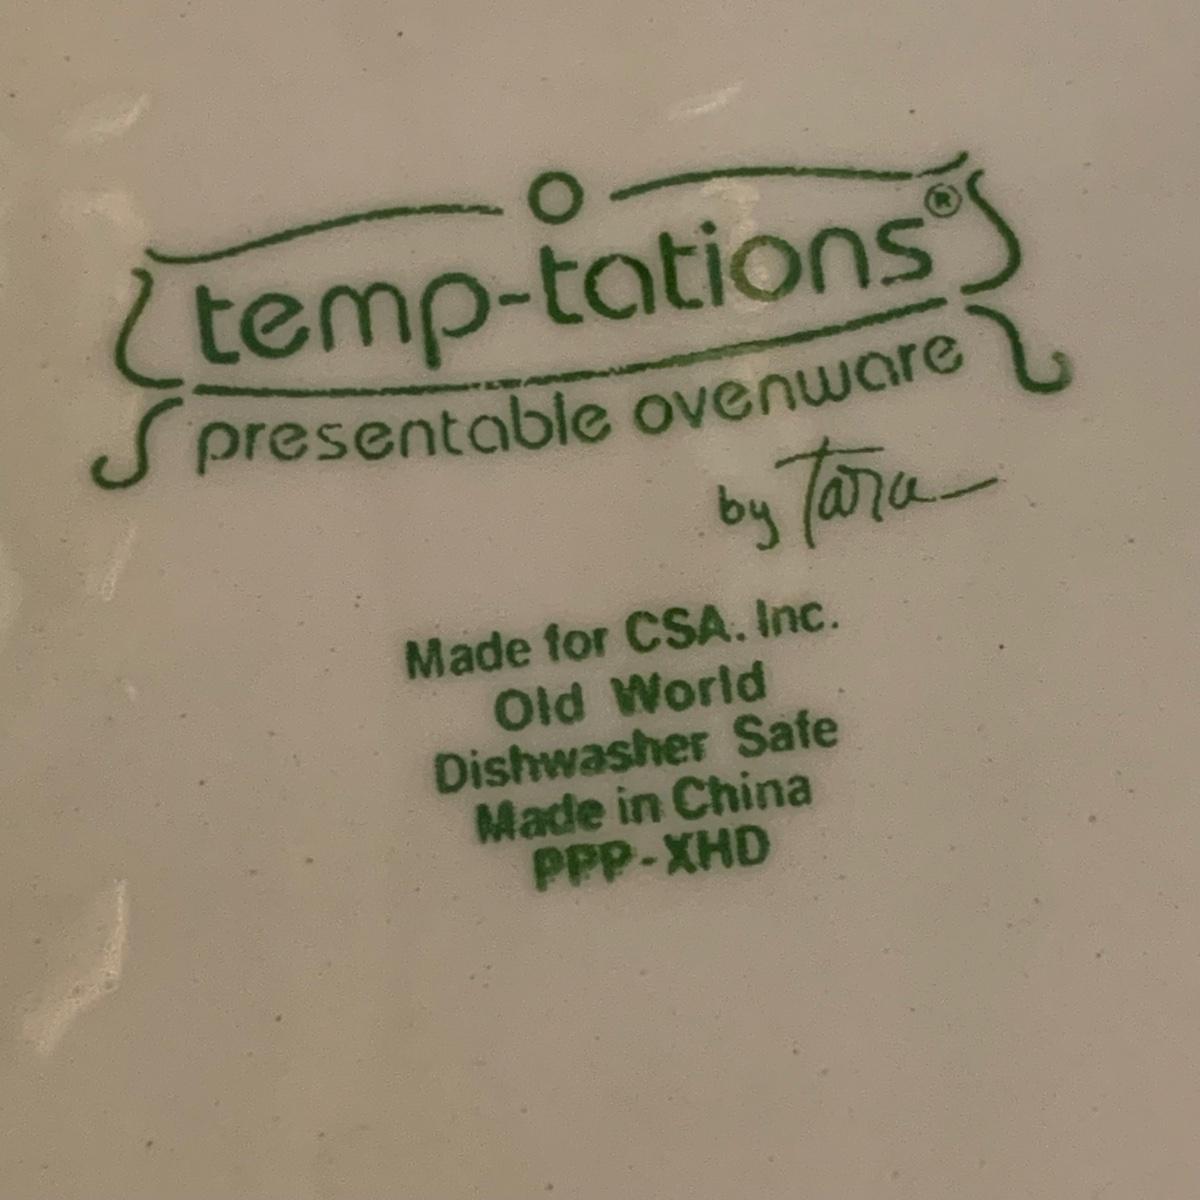 temp-tations®
presentable ovenware
by Tara
Made for CSA. Inc.
Old World
Dishwasher Safe
Made in China
PPP-XHD